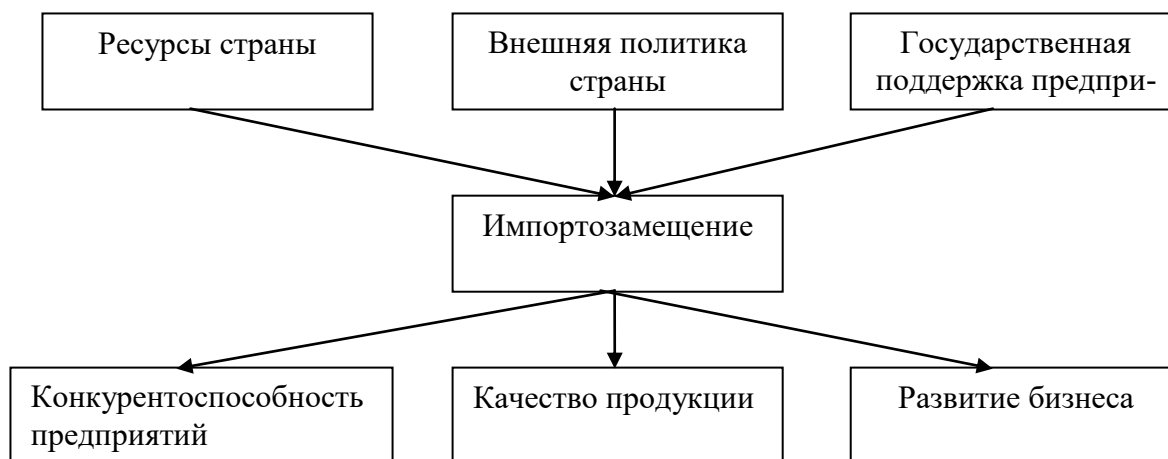 Ресурсы страны
Внешняя политика
страны
Государственная
поддержка предпри-
Импортозамещение
Конкурентоспособность
предприятий
Качество продукции
Развитие бизнеса